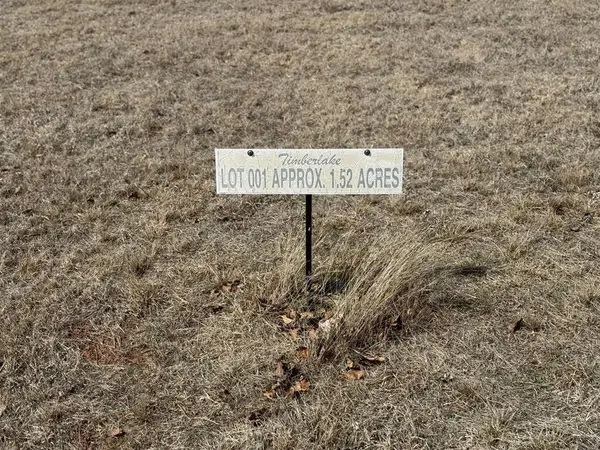 Timberlake
LOT 001 APPROX. 1.52 ACRES